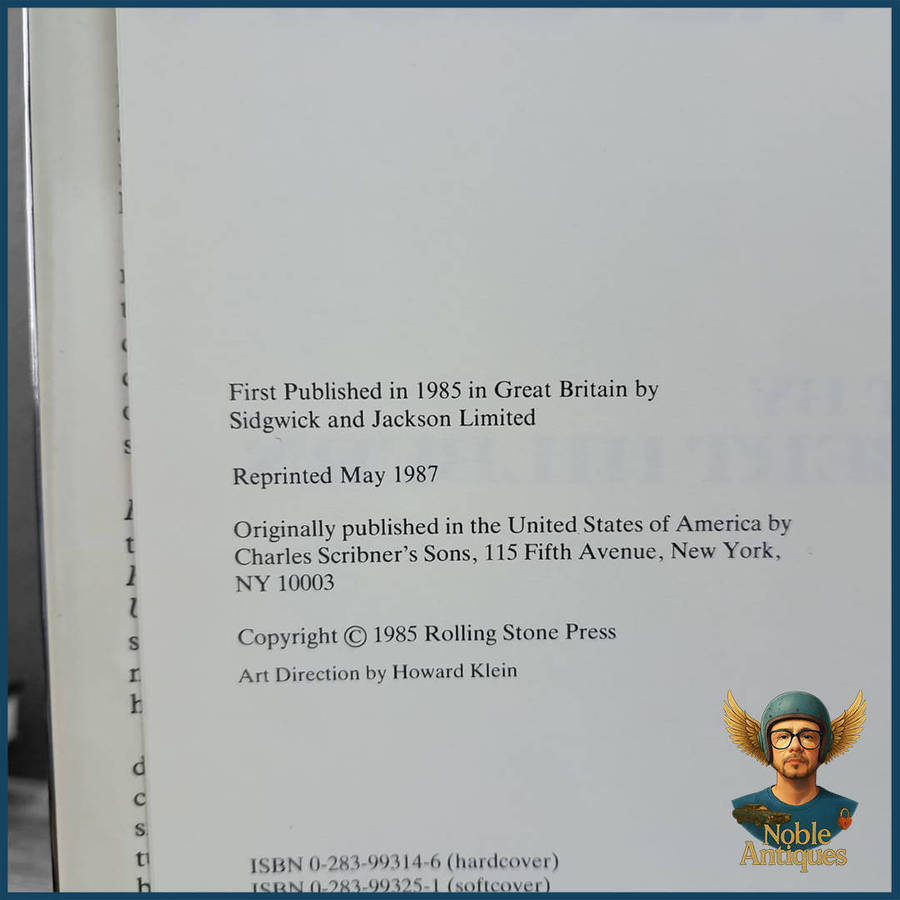 First Published in 1985 in Great Britain by
Sidgwick and Jackson Limited
Reprinted May 1987
Originally published in the United States of America by
Charles Scribner's Sons, 115 Fifth Avenue, New York,
NY 10003
Copyright © 1985 Rolling Stone Press
Art Direction by Howard Klein
ISBN 0-283-99314-6 (hardcover)
ISBN 0-283-99325-1 (softcover)
Noble
Antiques